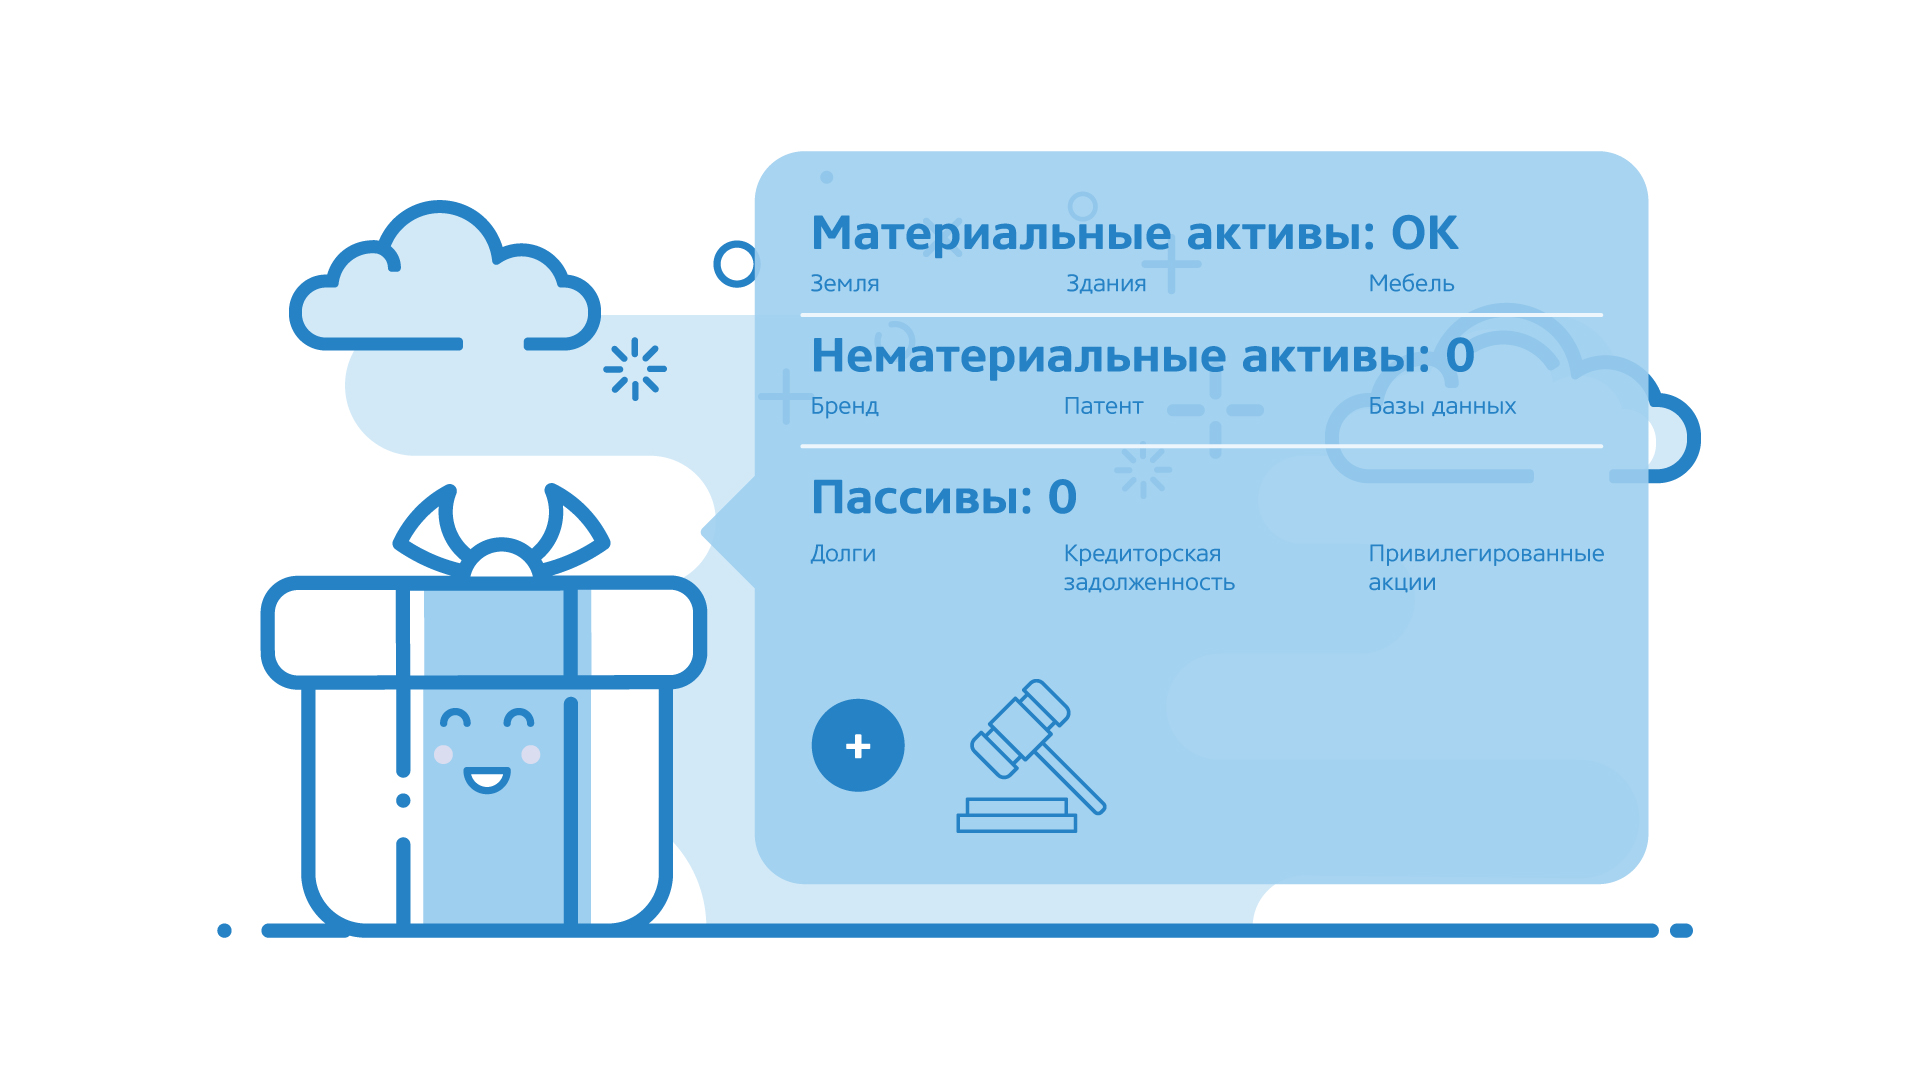 Материальные активы: ОК
Земля Здания Мебель
Нематериальные активы: 0
Бренд Патент Базы данных
Пассивы: 0
Долги Кредиторская задолженность Привилегированные акции
+